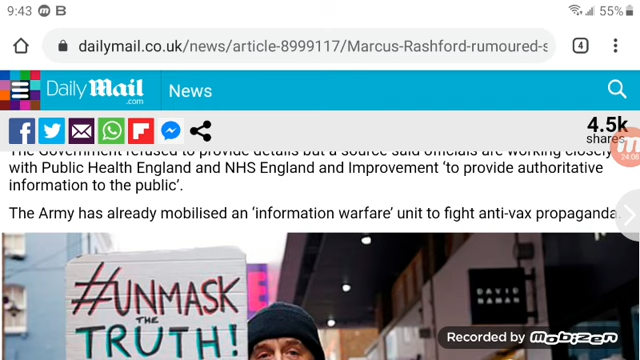 9:43 B 55%
dailymail.co.uk/news/article-8999117/Marcus-Rashford-rumoured-s
4
Daily Mail .com News
4.5k
shares
24:08
The Government refused to provide details but a source said officials are working closely
with Public Health England and NHS England and Improvement ‘to provide authoritative
information to the public’.
The Army has already mobilised an ‘information warfare’ unit to fight anti-vax propaganda.
#UNMASK
THE
TRUTH!
DAVID
NAMAN
Recorded by mobizen